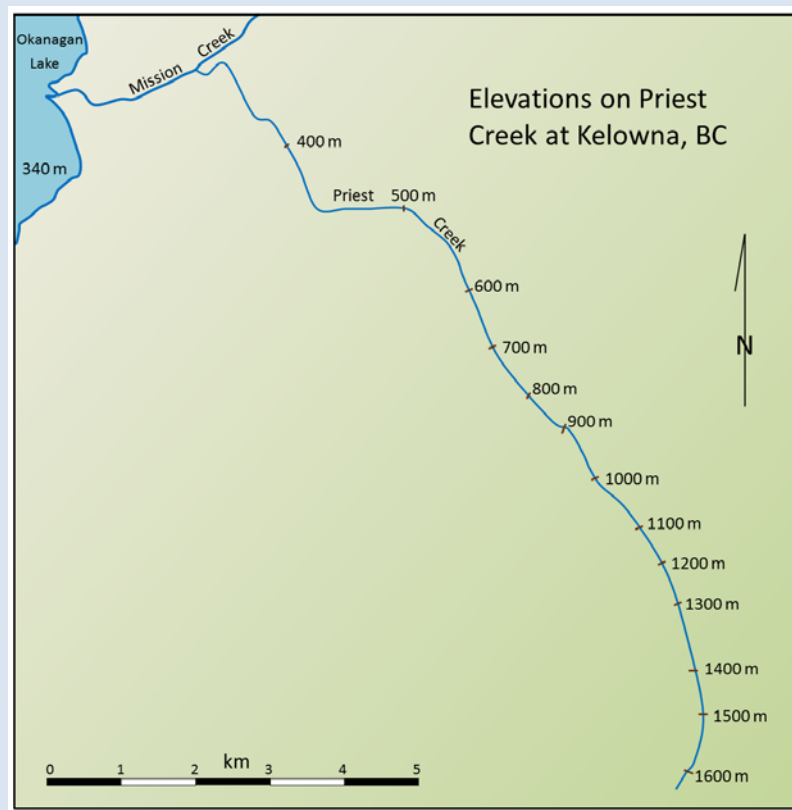 Okanagan
Lake
Mission Creek
Elevations on Priest
Creek at Kelowna, BC
400 m
340 m
Priest
500 m
Creek
600 m
700 m
N
800 m
900 m
1000 m
1100 m
1200 m
1300 m
1400 m
1500 m
km
0 1 2 3 4 5
1600 m